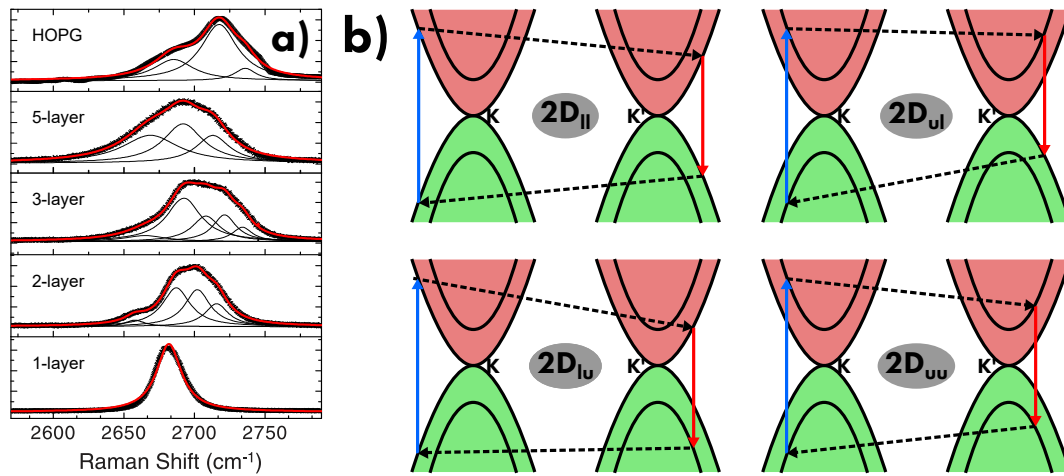 a)
HOPG
5-layer
3-layer
2-layer
1-layer
2600 2650 2700 2750
Raman Shift (cm⁻¹)
b)
K 2D_ll K'
K 2D_ul K'
K 2D_lu K'
K 2D_uu K'